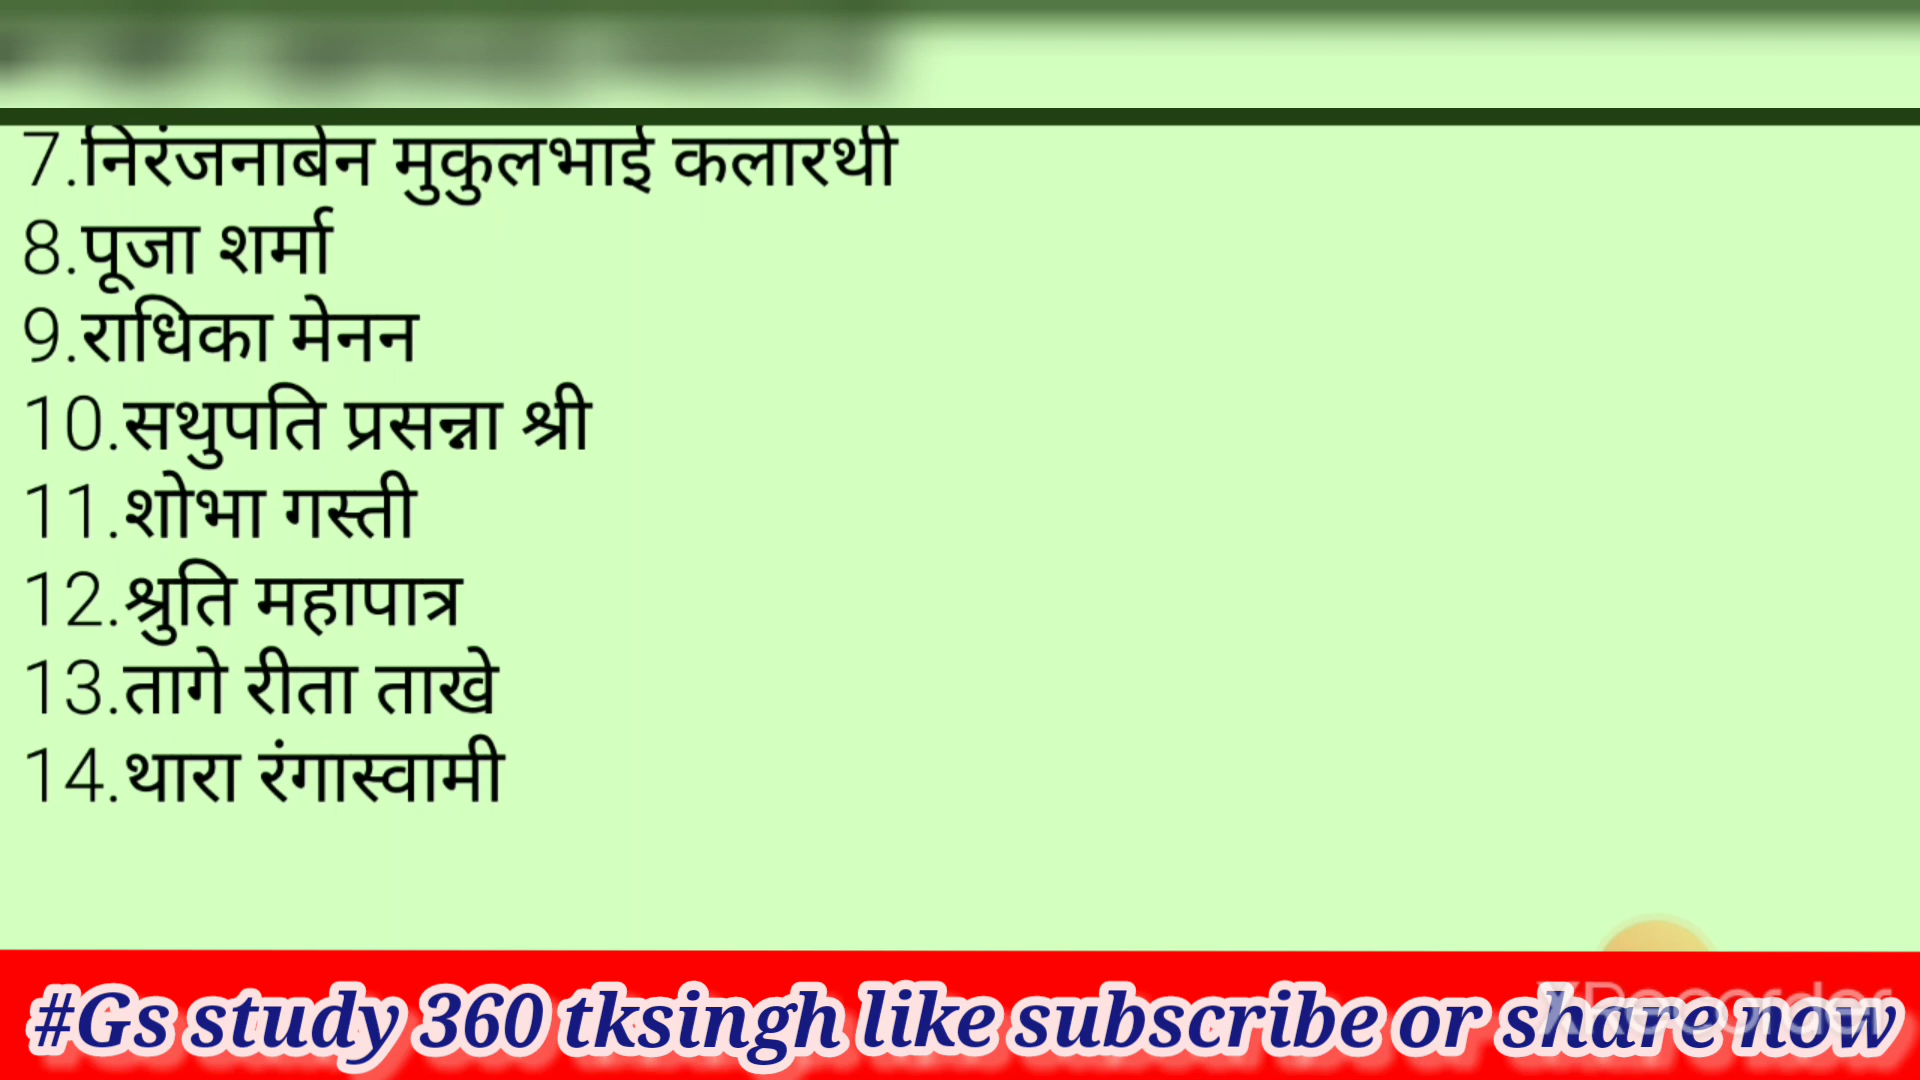 7.निरंजनाबेन मुकुलभाई कलारथी
8.पूजा शर्मा
9.राधिका मेनन
10.सथुपति प्रसन्ना श्री
11.शोभा गस्ती
12.श्रुति महापात्र
13.तागे रीता ताखे
14.थारा रंगास्वामी
#Gs study 360 tksingh like subscribe or share now
XRecorder